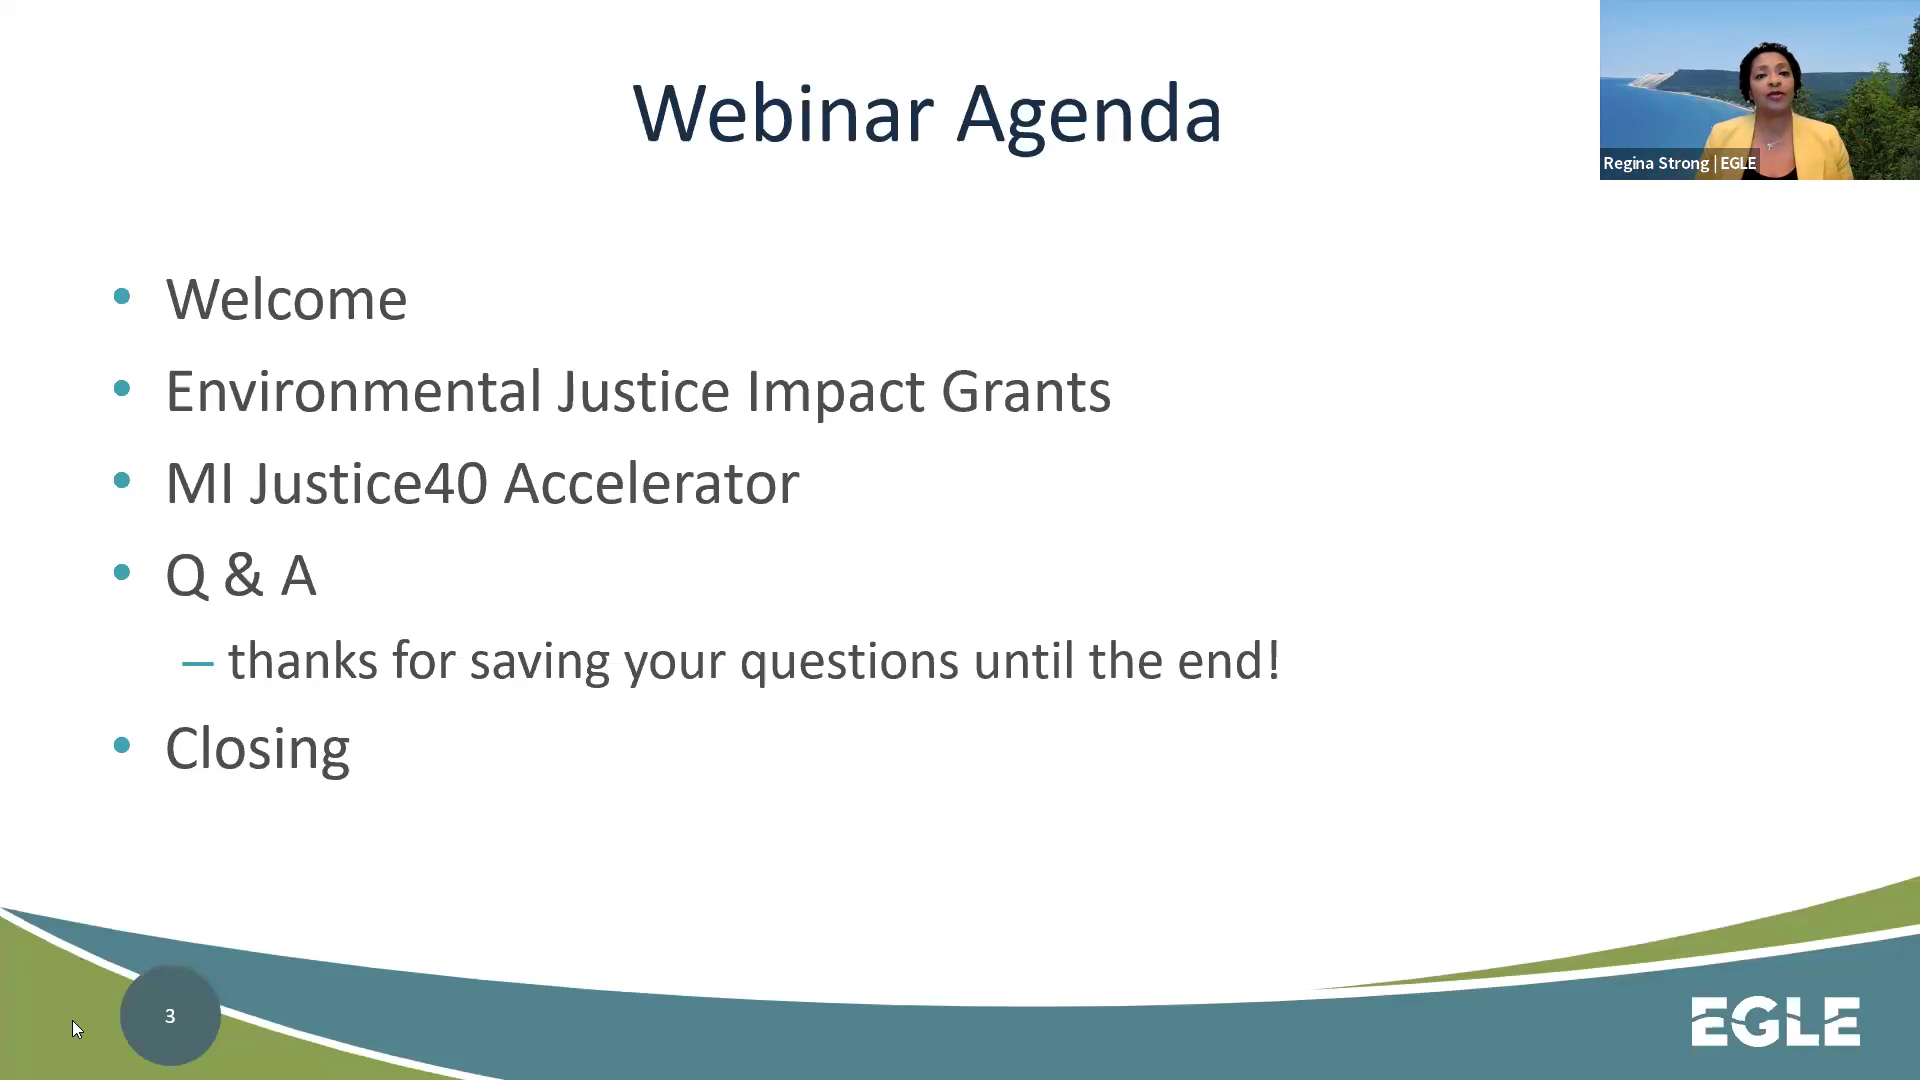 Webinar Agenda
Regina Strong | EGLE
• Welcome
• Environmental Justice Impact Grants
• MI Justice40 Accelerator
• Q & A
– thanks for saving your questions until the end!
• Closing
3
EGLE